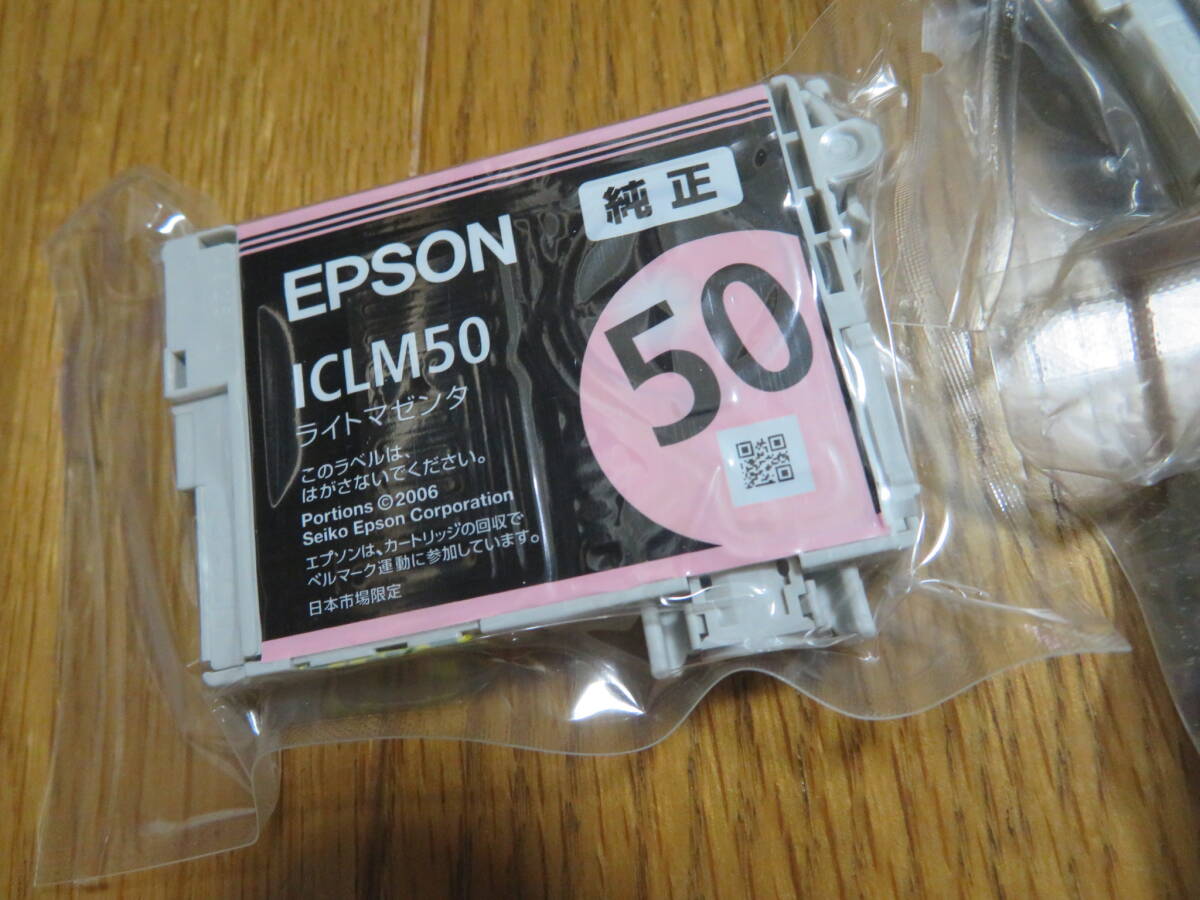 純正
EPSON
50
ICLM50
ライトマゼンタ
このラベルは、
はがさないでください。
Portions ©2006
Seiko Epson Corporation
エプソンは、カートリッジの回収で
ベルマーク運動に参加しています。
日本市場限定